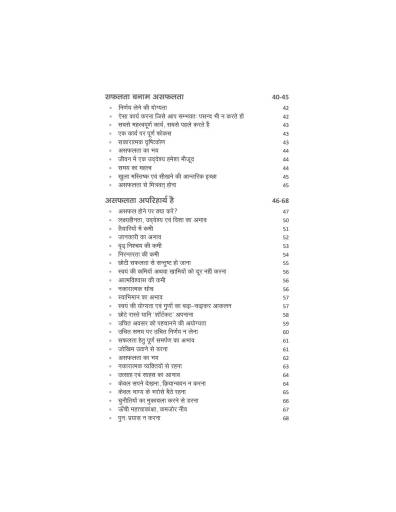 सफलता बनाम असफलता 40-45
» निर्णय लेने की योग्यता 42
» ऐसा कार्य करना जिसे आप सम्भवतः पसन्द भी न करते हों 42
» सबसे महत्वपूर्ण कार्य, सबसे पहले करते हैं 43
» एक कार्य पर पूर्ण फोकस 43
» सकारात्मक दृष्टिकोण 43
» असफलता का भय 44
» जीवन में एक उद्देश्य हमेशा मौजूद 44
» समय का महत्व 44
» खुला मस्तिष्क एवं सीखने की आन्तरिक इच्छा 45
» असफलता से मित्रवत् होना 45
असफलता अपरिहार्य है 46-68
» असफल होने पर क्या करें? 47
» लक्ष्यहीनता, उद्देश्य एवं दिशा का अभाव 50
» तैयारियों में कमी 51
» जानकारी का अभाव 52
» दृढ़ निश्चय की कमी 53
» निरन्तरता की कमी 54
» छोटी सफलता से सन्तुष्ट हो जाना 55
» स्वयं की कमियों अथवा खामियों को दूर नहीं करना 56
» आत्मविश्वास की कमी 56
» नकारात्मक सोच 56
» स्वाभिमान का अभाव 57
» स्वयं की योग्यता एवं गुणों का बढ़ा-चढ़ाकर आकलन 57
» छोटे रास्ते यानि 'शॉर्टकट' अपनाना 58
» उचित अवसर को पहचानने की अयोग्यता 59
» उचित समय पर उचित निर्णय न लेना 60
» सफलता हेतु पूर्ण समर्पण का अभाव 61
» जोखिम उठाने से डरना 61
» असफलता का भय 62
» नकारात्मक व्यक्तियों से रहना 63
» उत्साह एवं साहस का अभाव 64
» केवल सपने देखना, क्रियान्वयन न करना 64
» केवल भाग्य के भरोसे बैठे रहना 65
» चुनौतियों का मुकाबला करने से डरना 66
» ऊँची महत्वाकांक्षा, कमजोर नींव 67
» पुनः प्रयास न करना 68